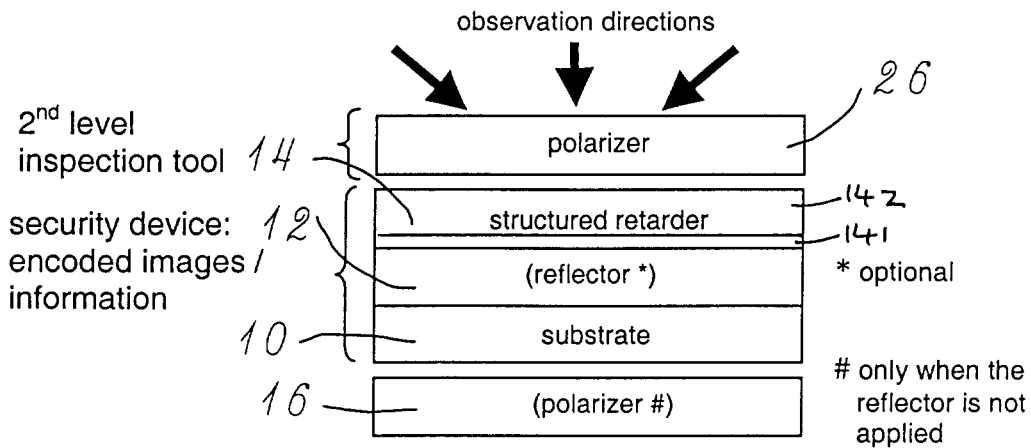 observation directions
26
2nd level
inspection tool 14
polarizer
142
structured retarder
141
security device: 12
encoded images /
information
(reflector *)
* optional
10
substrate
16
(polarizer #)
# only when the
reflector is not
applied